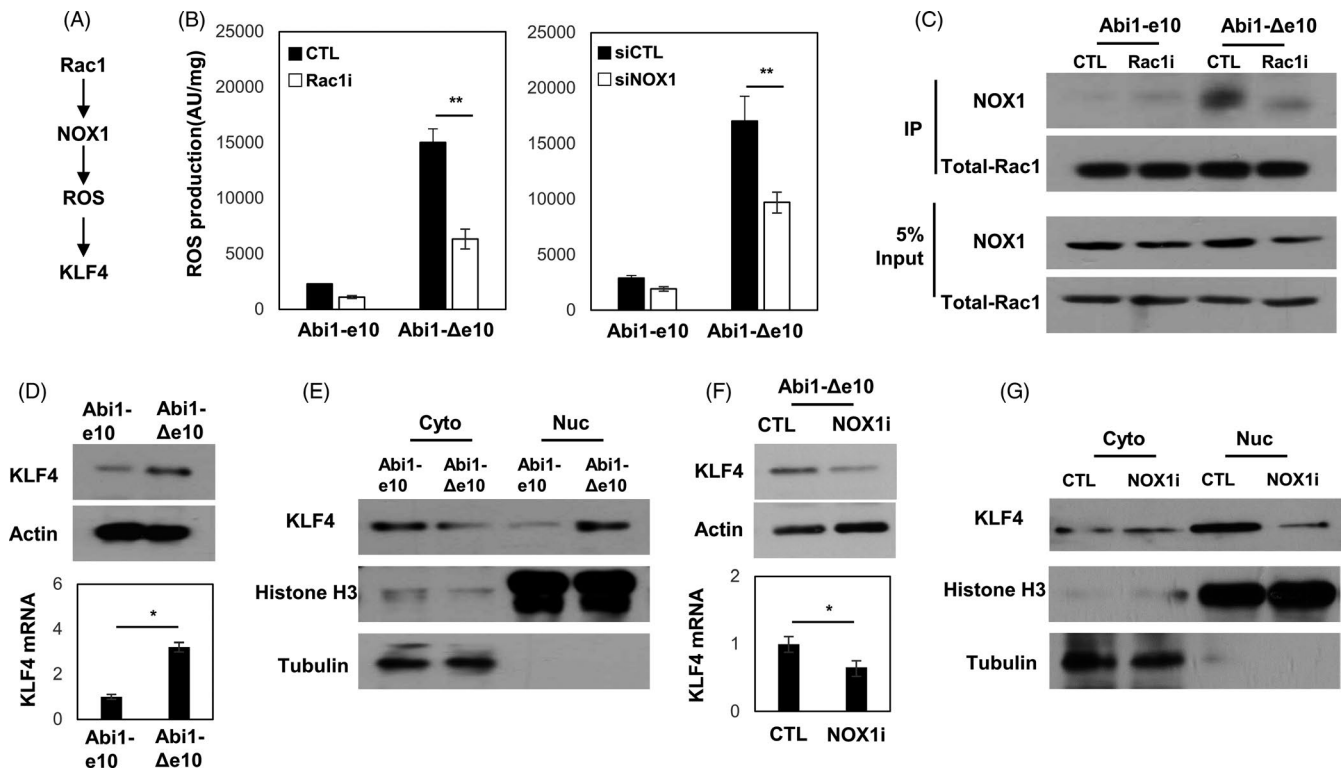 (A)
Rac1
NOX1
ROS
KLF4
(B)
ROS production(AU/mg)
25000
20000
15000
10000
5000
0
CTL
Rac1i
**
Abi1-e10 Abi1-Δe10
25000
20000
15000
10000
5000
0
siCTL
siNOX1
**
Abi1-e10 Abi1-Δe10
(C)
Abi1-e10 Abi1-Δe10
CTL Rac1i CTL Rac1i
IP
NOX1
Total-Rac1
5%
Input
NOX1
Total-Rac1
(D)
Abi1-
e10
Abi1-
Δe10
KLF4
Actin
KLF4 mRNA
6
4
2
0
*
Abi1-
e10
Abi1-
Δe10
(E)
Cyto Nuc
Abi1-
e10
Abi1-
Δe10
Abi1-
e10
Abi1-
Δe10
KLF4
Histone H3
Tubulin
(F)
Abi1-Δe10
CTL NOX1i
KLF4
Actin
KLF4 mRNA
2
1
0
*
CTL NOX1i
(G)
Cyto Nuc
CTL NOX1i CTL NOX1i
KLF4
Histone H3
Tubulin